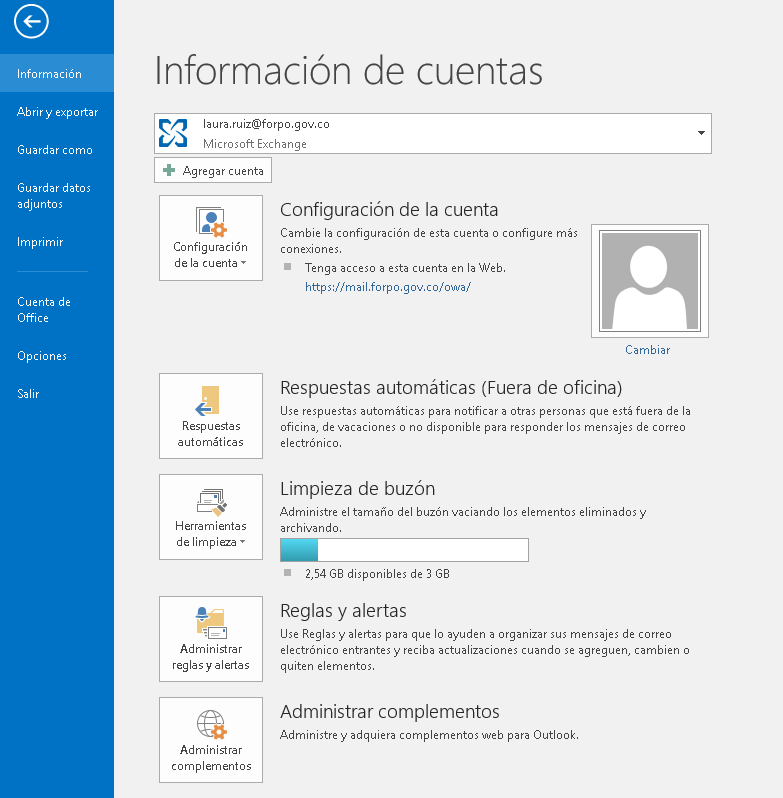 Información
Abrir y exportar
Guardar como
Guardar datos
adjuntos
Imprimir
Cuenta de
Office
Opciones
Salir
Información de cuentas
laura.ruiz@forpo.gov.co
Microsoft Exchange
Agregar cuenta
Configuración
de la cuenta
Configuración de la cuenta
Cambie la configuración de esta cuenta o configure más
conexiones.
Tenga acceso a esta cuenta en la Web.
https://mail.forpo.gov.co/owa/
Cambiar
Respuestas
automáticas
Respuestas automáticas (Fuera de oficina)
Use respuestas automáticas para notificar a otras personas que está fuera de la
oficina, de vacaciones o no disponible para responder los mensajes de correo
electrónico.
Herramientas
de limpieza
Limpieza de buzón
Administre el tamaño del buzón vaciando los elementos eliminados y
archivando.
2,54 GB disponibles de 3 GB
Administrar
reglas y alertas
Reglas y alertas
Use Reglas y alertas para que lo ayuden a organizar sus mensajes de correo
electrónico entrantes y reciba actualizaciones cuando se agreguen, cambien o
quiten elementos.
Administrar
complementos
Administrar complementos
Administre y adquiera complementos web para Outlook.